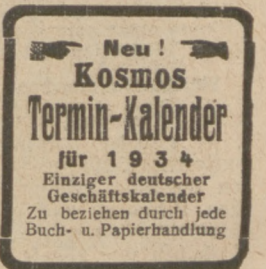 Neu!
Kosmos
Termin-Kalender
für 1934
Einziger deutscher
Geschäftskalender
Zu beziehen durch jede
Buch- u. Papierhandlung